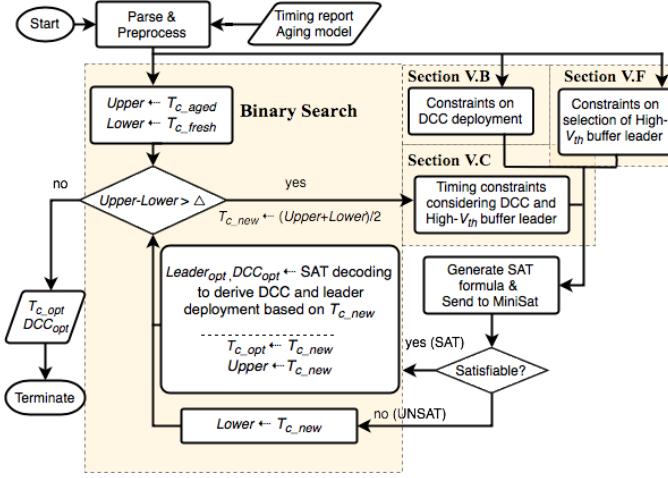 Start
Parse &
Preprocess
Timing report
Aging model
Section V.B
Section V.F
Upper ← T_c_aged
Lower ← T_c_fresh
Binary Search
Constraints on
DCC deployment
Constraints on
selection of High-
V_th buffer leader
Section V.C
no
yes
Upper-Lower > △
T_c_new ← (Upper+Lower)/2
Timing constraints
considering DCC and
High-V_th buffer leader
Leader_opt, DCC_opt ← SAT decoding
to derive DCC and leader
deployment based on T_c_new
Generate SAT
formula &
Send to MiniSat
T_c_opt
DCC_opt
T_c_opt ← T_c_new
Upper ← T_c_new
yes (SAT)
Satisfiable?
Terminate
Lower ← T_c_new
no (UNSAT)